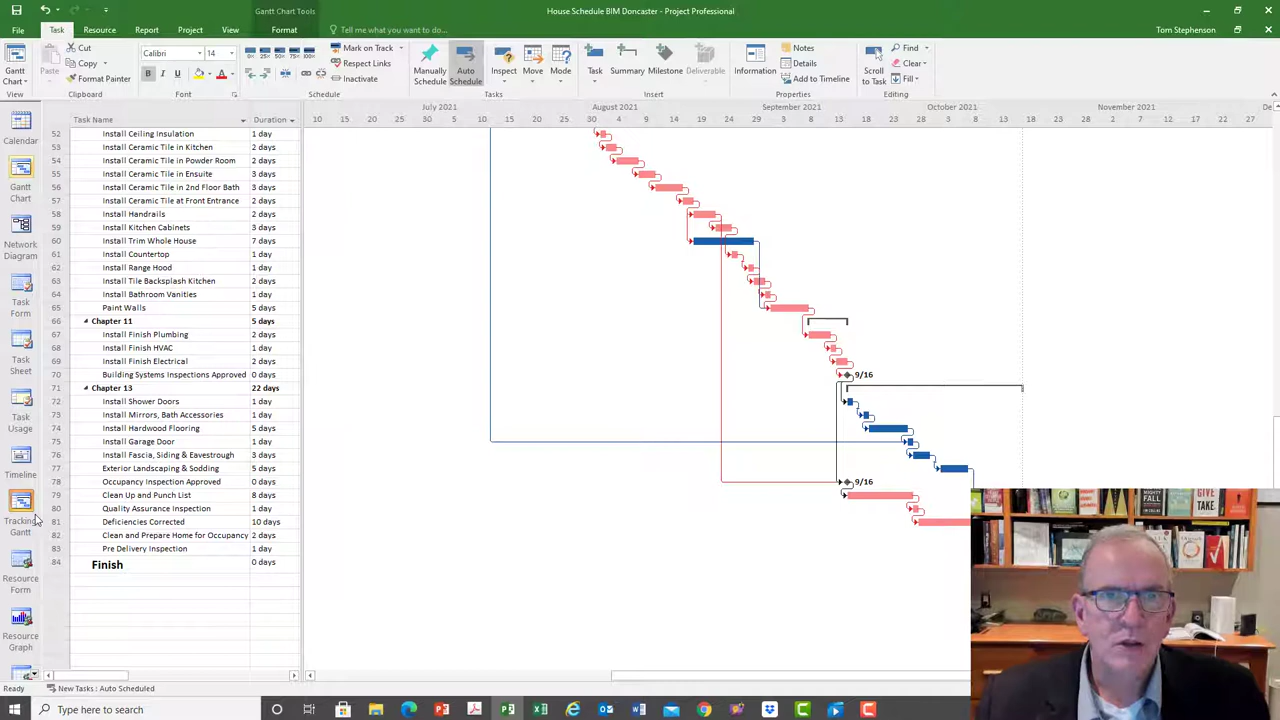 Gantt Chart Tools
House Schedule BIM Doncaster - Project Professional
File Task Resource Report Project View Format Tell me what you want to do... Tom Stephenson
Gantt Chart
Paste
Cut
Copy
Format Painter
Calibri 14
B I U A
0% 25% 50% 75% 100%
Mark on Track
Respect Links
Inactivate
Manually Schedule
Auto Schedule
Inspect
Move
Mode
Task
Summary
Milestone
Deliverable
Information
Notes
Details
Add to Timeline
Scroll to Task
Find
Clear
Fill
View Clipboard Font Schedule Tasks Insert Properties Editing
July 2021 August 2021 September 2021 October 2021 November 2021 De
Task Name Duration 10 15 20 25 30 4 9 14 19 24 29 3 8 13 18 23 28 3 8 13 18 23 28 2 7 12 17 22 27
Calendar
Gantt Chart
Network Diagram
Task Form
Task Sheet
Task Usage
Timeline
Tracking Gantt
Resource Form
Resource Graph
52 Install Ceiling Insulation 1 day
53 Install Ceramic Tile in Kitchen 2 days
54 Install Ceramic Tile in Powder Room 2 days
55 Install Ceramic Tile in Ensuite 3 days
56 Install Ceramic Tile in 2nd Floor Bath 3 days
57 Install Ceramic Tile at Front Entrance 2 days
58 Install Handrails 2 days
59 Install Kitchen Cabinets 3 days
60 Install Trim Whole House 7 days
61 Install Countertop 1 day
62 Install Range Hood 1 day
63 Install Tile Backsplash Kitchen 2 days
64 Install Bathroom Vanities 1 day
65 Paint Walls 5 days
66 Chapter 11 5 days
67 Install Finish Plumbing 2 days
68 Install Finish HVAC 1 day
69 Install Finish Electrical 2 days
70 Building Systems Inspections Approved 0 days 9/16
71 Chapter 13 22 days
72 Install Shower Doors 1 day
73 Install Mirrors, Bath Accessories 1 day
74 Install Hardwood Flooring 5 days
75 Install Garage Door 1 day
76 Install Fascia, Siding & Eavestrough 3 days
77 Exterior Landscaping & Sodding 5 days
78 Occupancy Inspection Approved 0 days 9/16
79 Clean Up and Punch List 8 days
80 Quality Assurance Inspection 1 day
81 Deficiencies Corrected 10 days
82 Clean and Prepare Home for Occupancy 2 days
83 Pre Delivery Inspection 1 day
84 Finish 0 days
MIGHTY FALL
GIVE TAKE
Ready New Tasks : Auto Scheduled
Type here to search